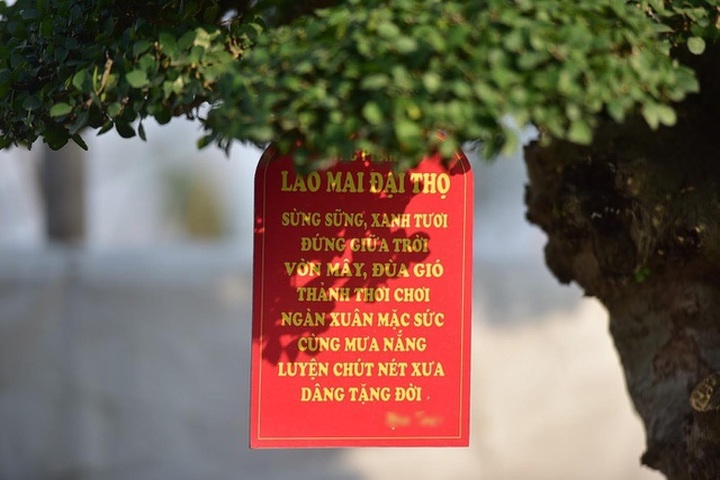 LÃO MAI ĐẠI THỌ
SỪNG SỮNG, XANH TƯƠI
ĐỨNG GIỮA TRỜI
VỜN MÂY, ĐÙA GIÓ
THẢNH THƠI CHƠI
NGÀN XUÂN MẶC SỨC
CÙNG MƯA NẮNG
LUYỆN CHÚT NÉT XƯA
DÂNG TẶNG ĐỜI